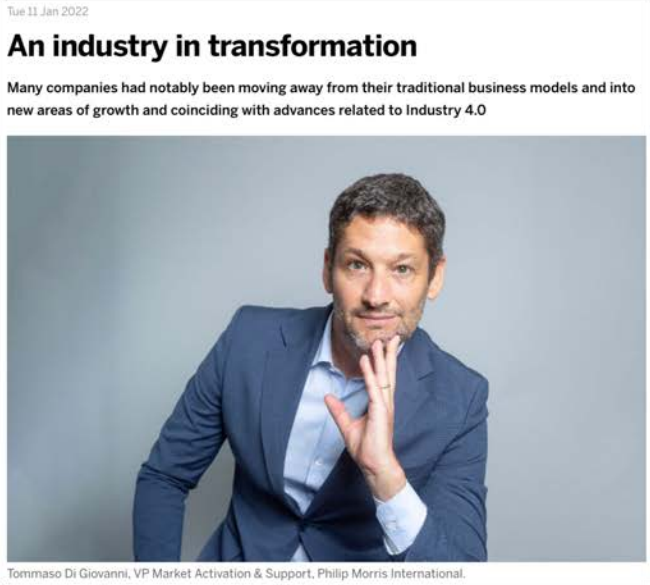 Tue 11 Jan 2022
An industry in transformation
Many companies had notably been moving away from their traditional business models and into
new areas of growth and coinciding with advances related to Industry 4.0
Tommaso Di Giovanni, VP Market Activation & Support, Philip Morris International.